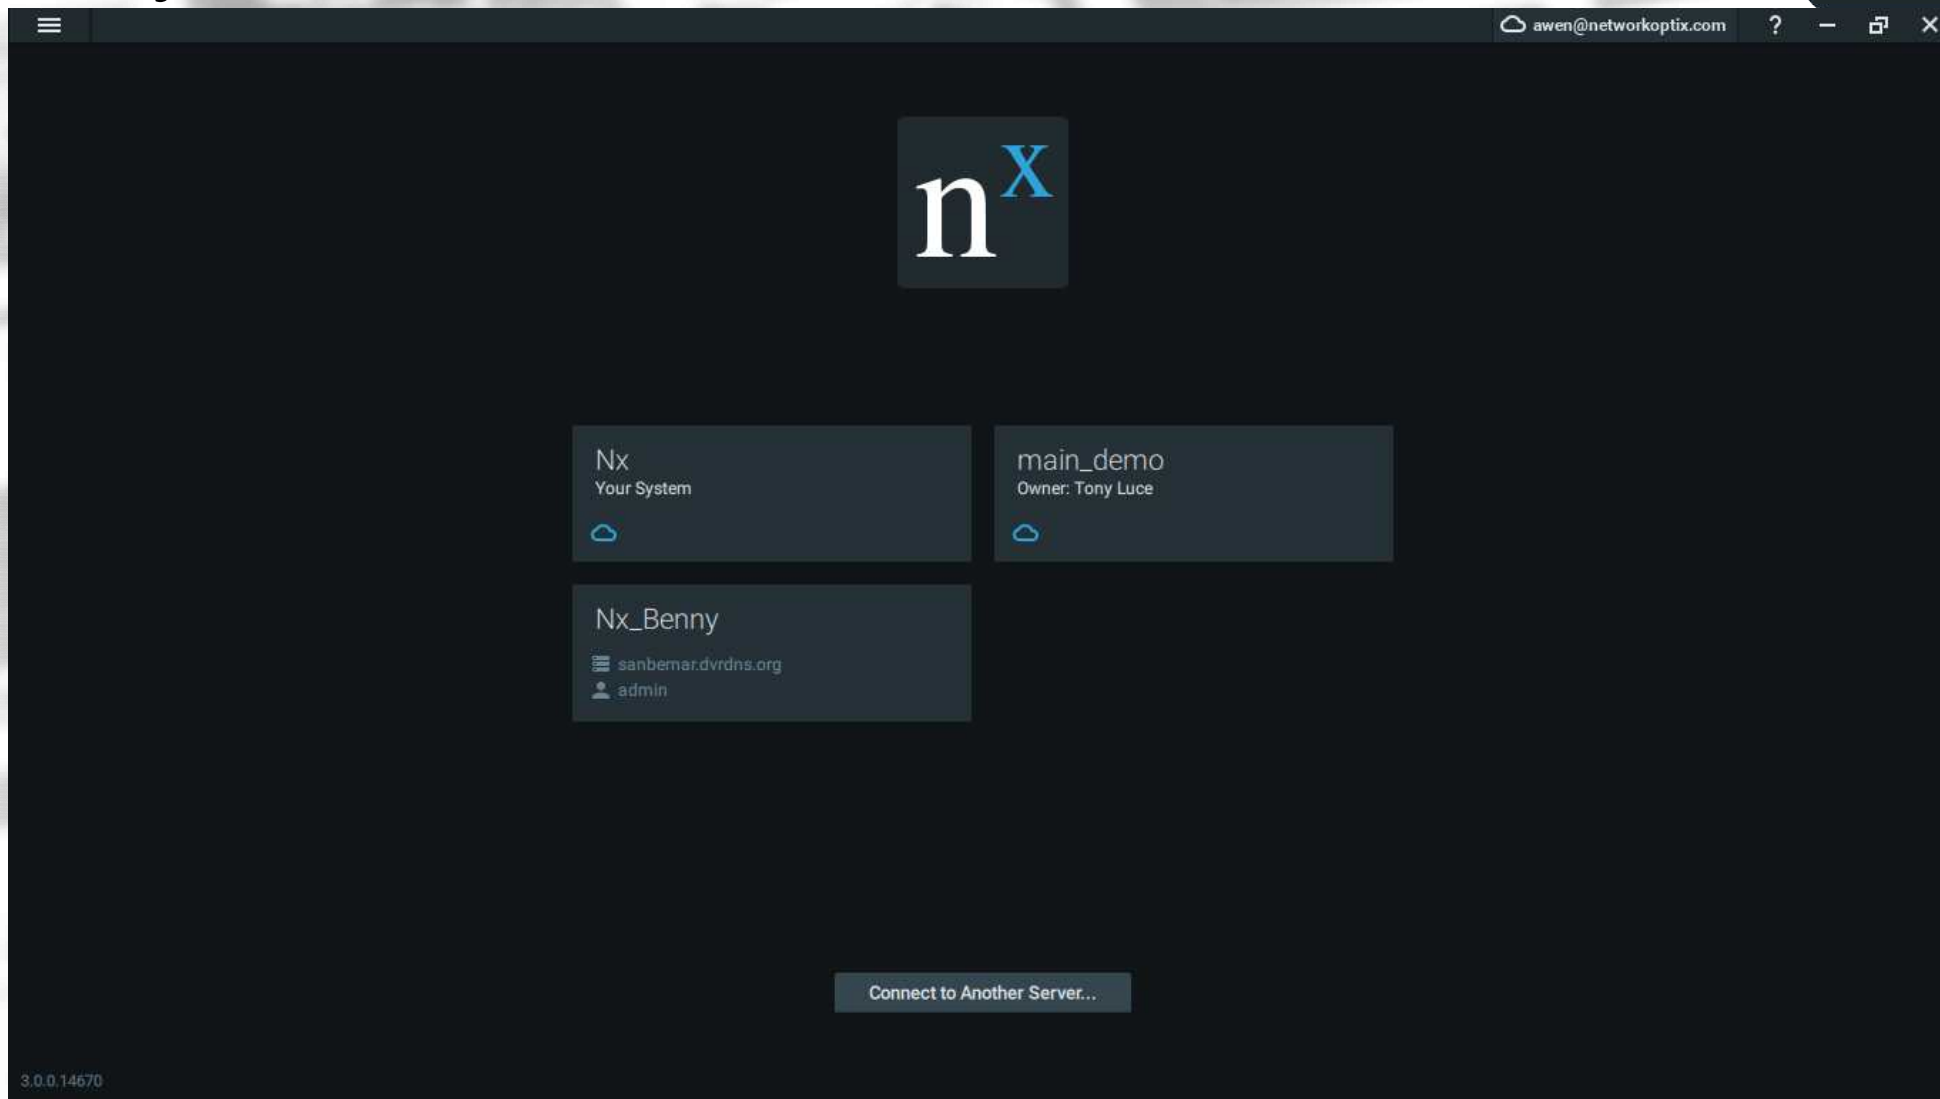 awen@networkoptix.com ?
nx
Nx
Your System
main_demo
Owner: Tony Luce
Nx_Benny
sanbemar.dvrdns.org
admin
Connect to Another Server...
3.0.0.14670